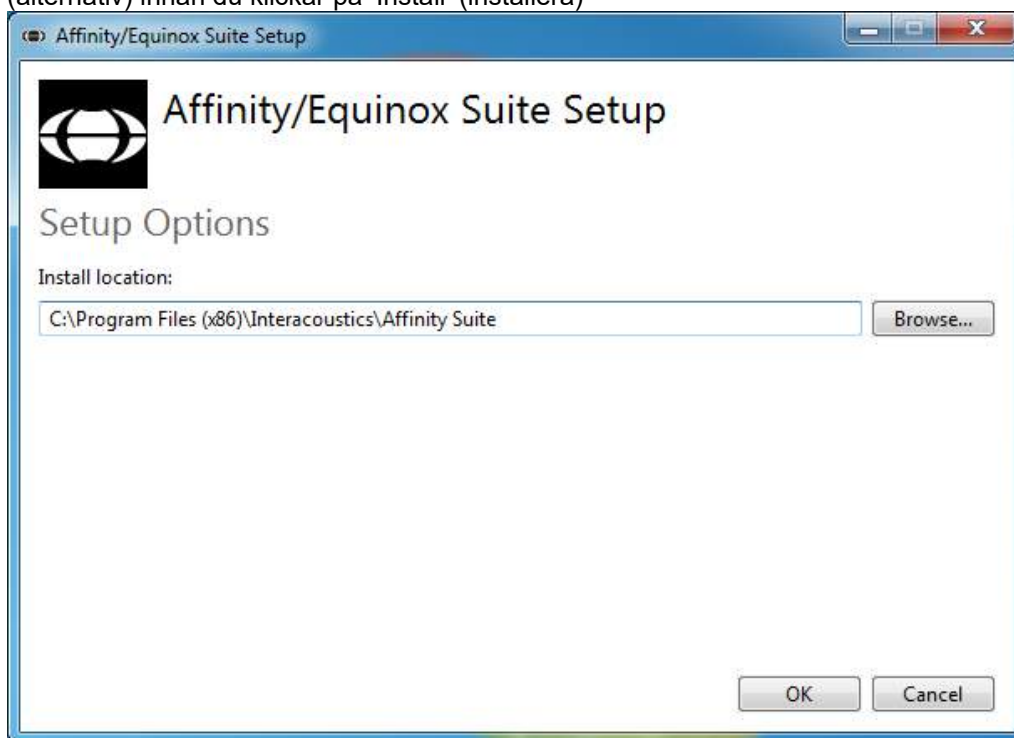 (alternativ) innan du klickar på "Install" (installera)
Affinity/Equinox Suite Setup
Affinity/Equinox Suite Setup
Setup Options
Install location:
C:\Program Files (x86)\Interacoustics\Affinity Suite
Browse...
OK
Cancel